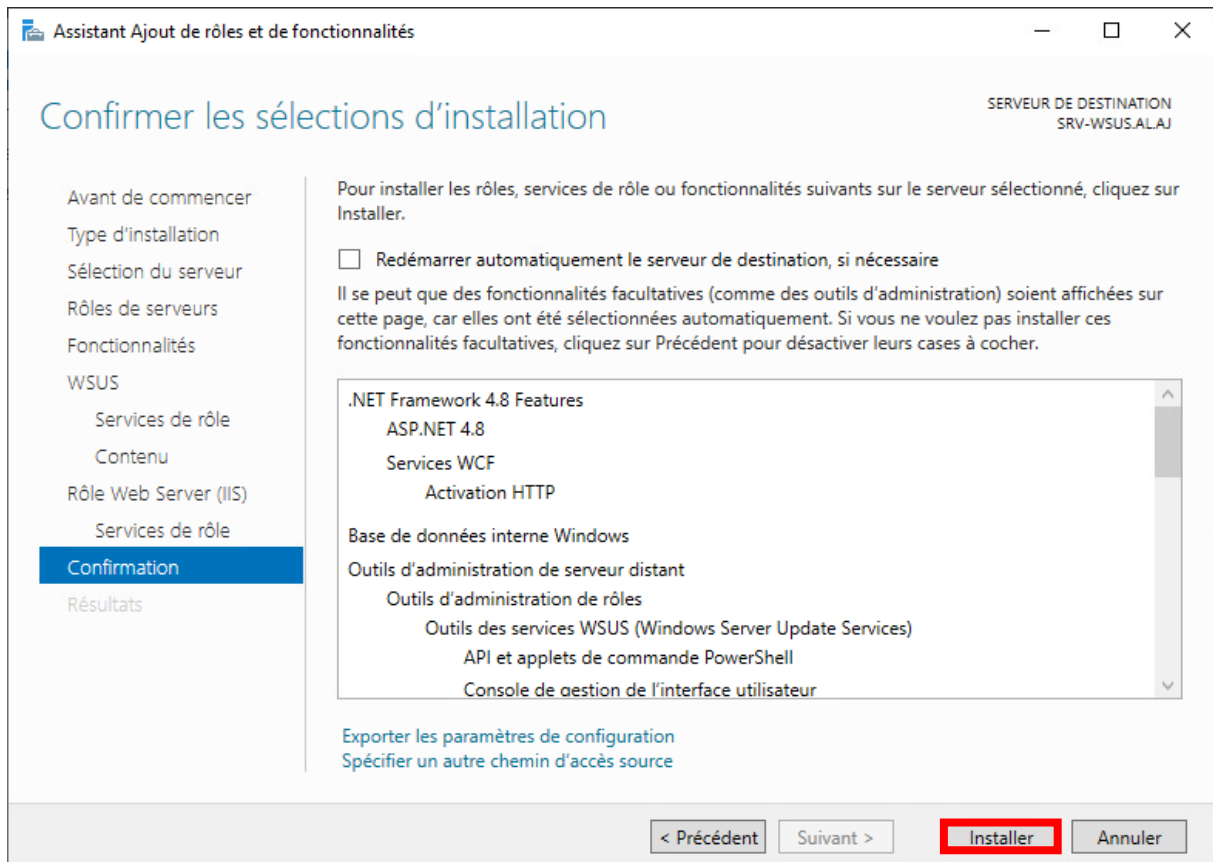 Assistant Ajout de rôles et de fonctionnalités
Confirmer les sélections d’installation
SERVEUR DE DESTINATION
SRV-WSUS.AL.AJ
Avant de commencer
Type d'installation
Sélection du serveur
Rôles de serveurs
Fonctionnalités
WSUS
Services de rôle
Contenu
Rôle Web Server (IIS)
Services de rôle
Confirmation
Résultats
Pour installer les rôles, services de rôle ou fonctionnalités suivants sur le serveur sélectionné, cliquez sur
Installer.
Redémarrer automatiquement le serveur de destination, si nécessaire
Il se peut que des fonctionnalités facultatives (comme des outils d’administration) soient affichées sur
cette page, car elles ont été sélectionnées automatiquement. Si vous ne voulez pas installer ces
fonctionnalités facultatives, cliquez sur Précédent pour désactiver leurs cases à cocher.
.NET Framework 4.8 Features
ASP.NET 4.8
Services WCF
Activation HTTP
Base de données interne Windows
Outils d’administration de serveur distant
Outils d’administration de rôles
Outils des services WSUS (Windows Server Update Services)
API et applets de commande PowerShell
Console de gestion de l’interface utilisateur
Exporter les paramètres de configuration
Spécifier un autre chemin d’accès source
< Précédent
Suivant >
Installer
Annuler